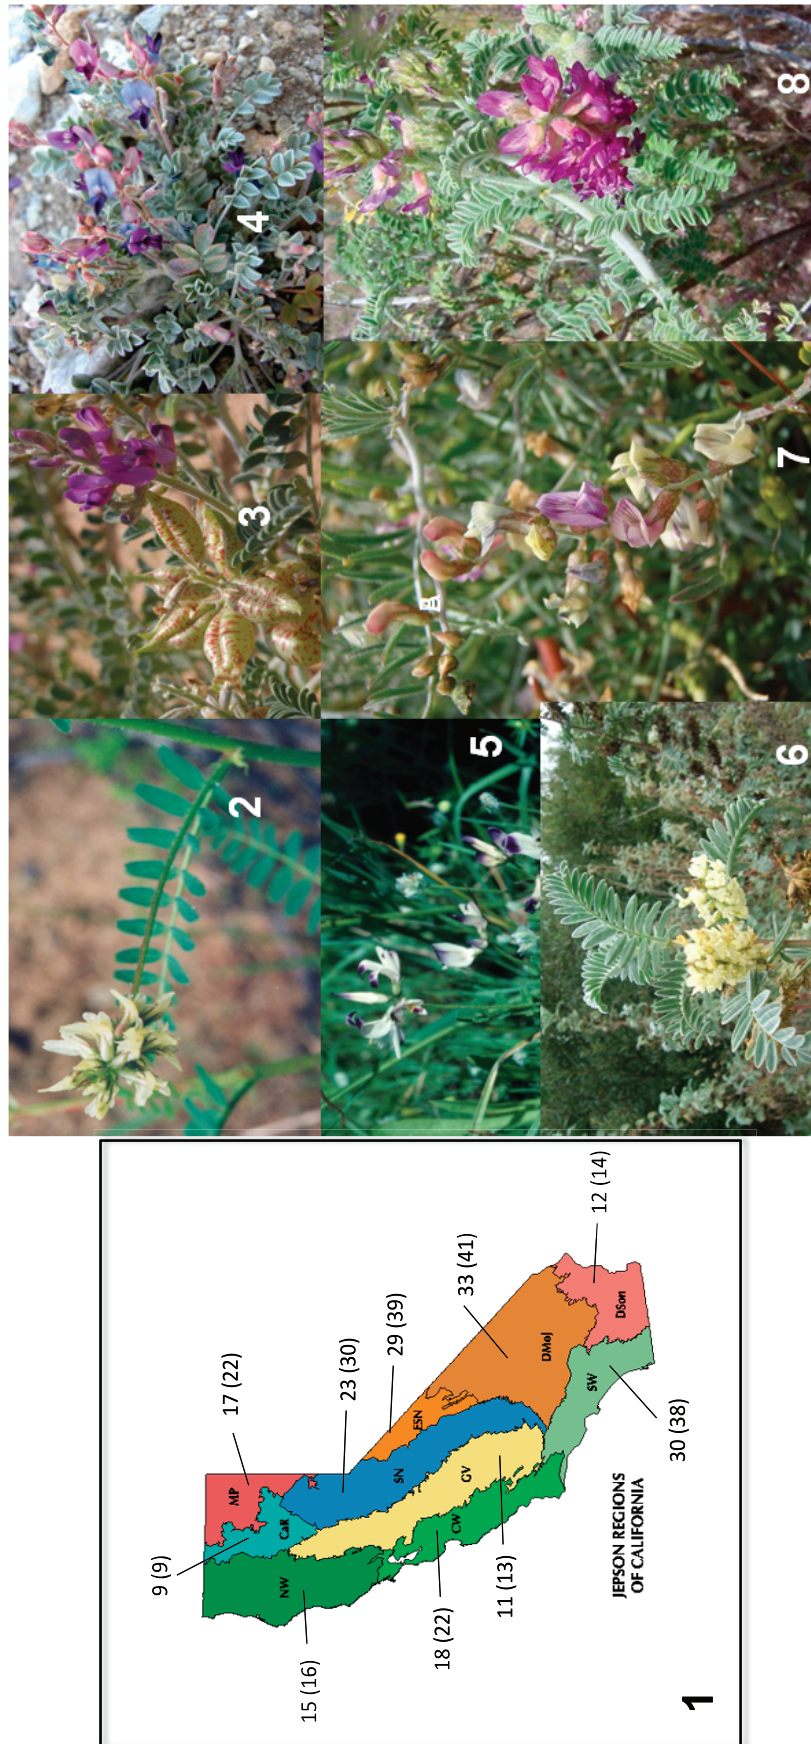 17 (22)
29 (39)
33 (41)
23 (30)
9 (9)
12 (14)
MP
CaR
NW
ESN
SN
GV
CW
DMoj
SW
DSon
15 (16)
18 (22)
11 (13)
30 (38)
JEPSON REGIONS
OF CALIFORNIA
1
2
3
4
5
6
7
8